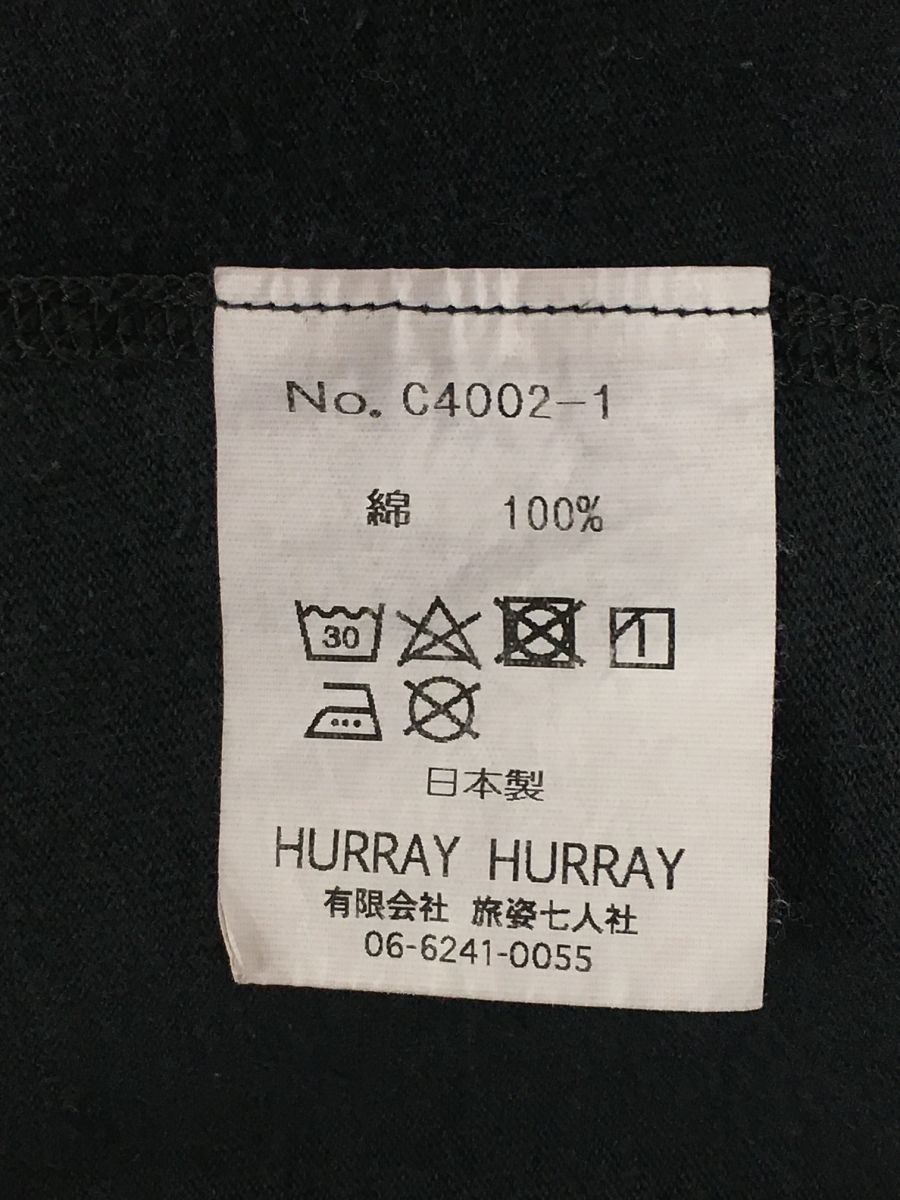 No. C4002-1
綿 100%
30
日本製
HURRAY HURRAY
有限会社 旅姿七人社
06-6241-0055